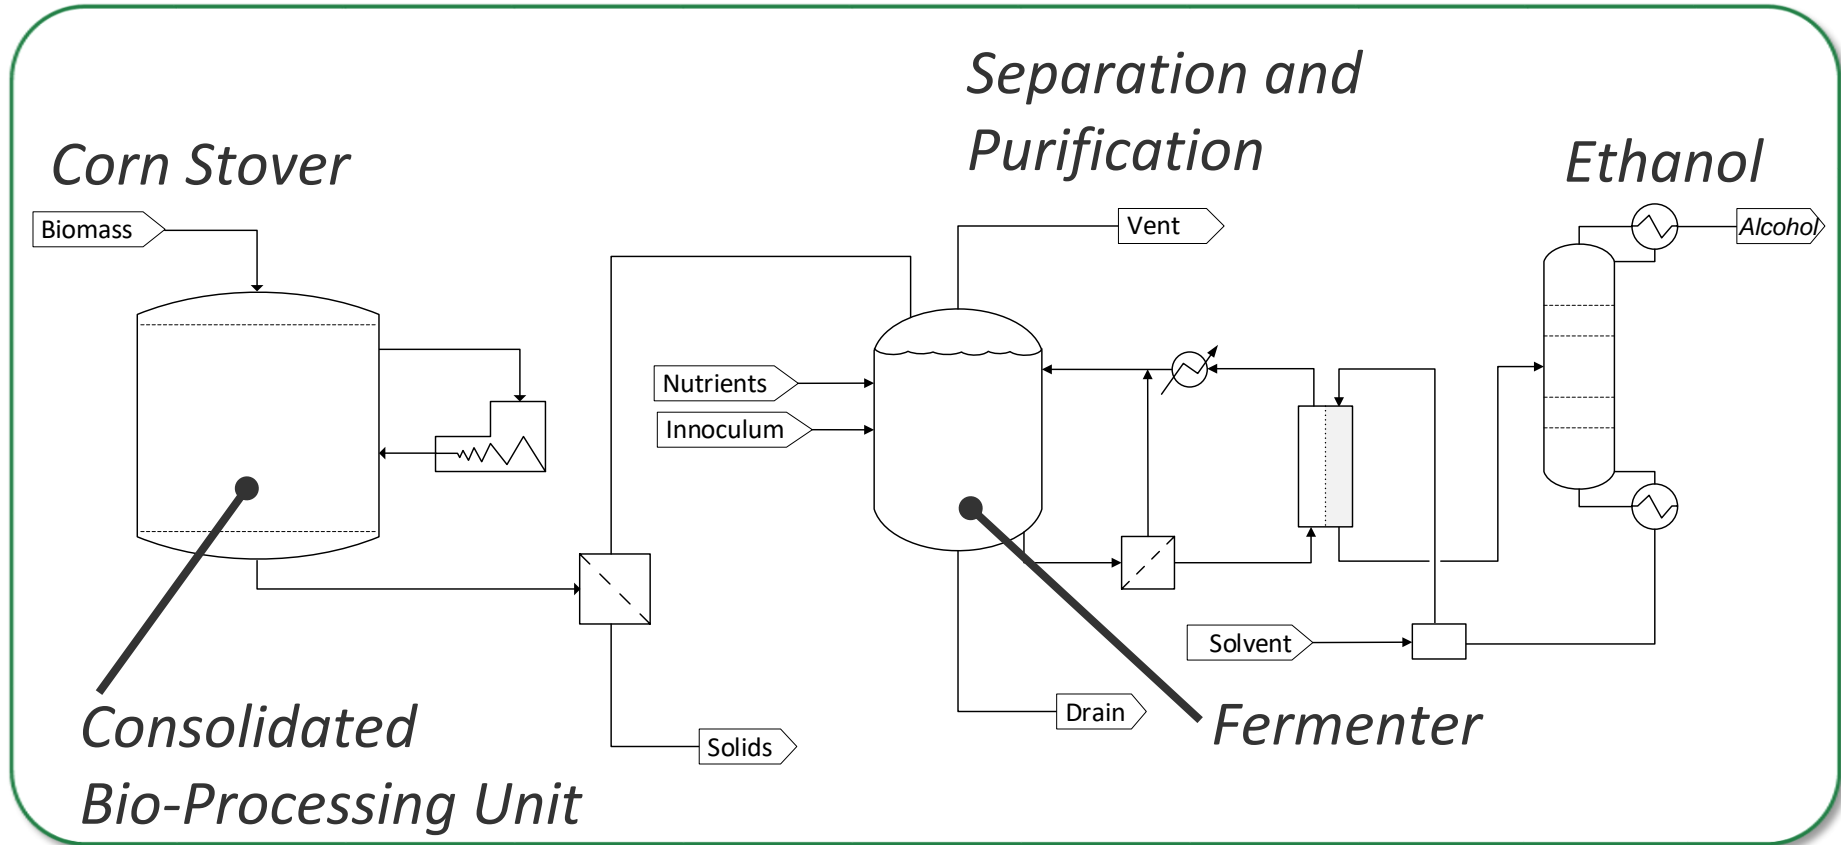 Separation and
Purification
Corn Stover
Ethanol
Biomass
Vent
Alcohol
Nutrients
Innoculum
Solvent
Drain
Solids
Consolidated
Bio-Processing Unit
Fermenter